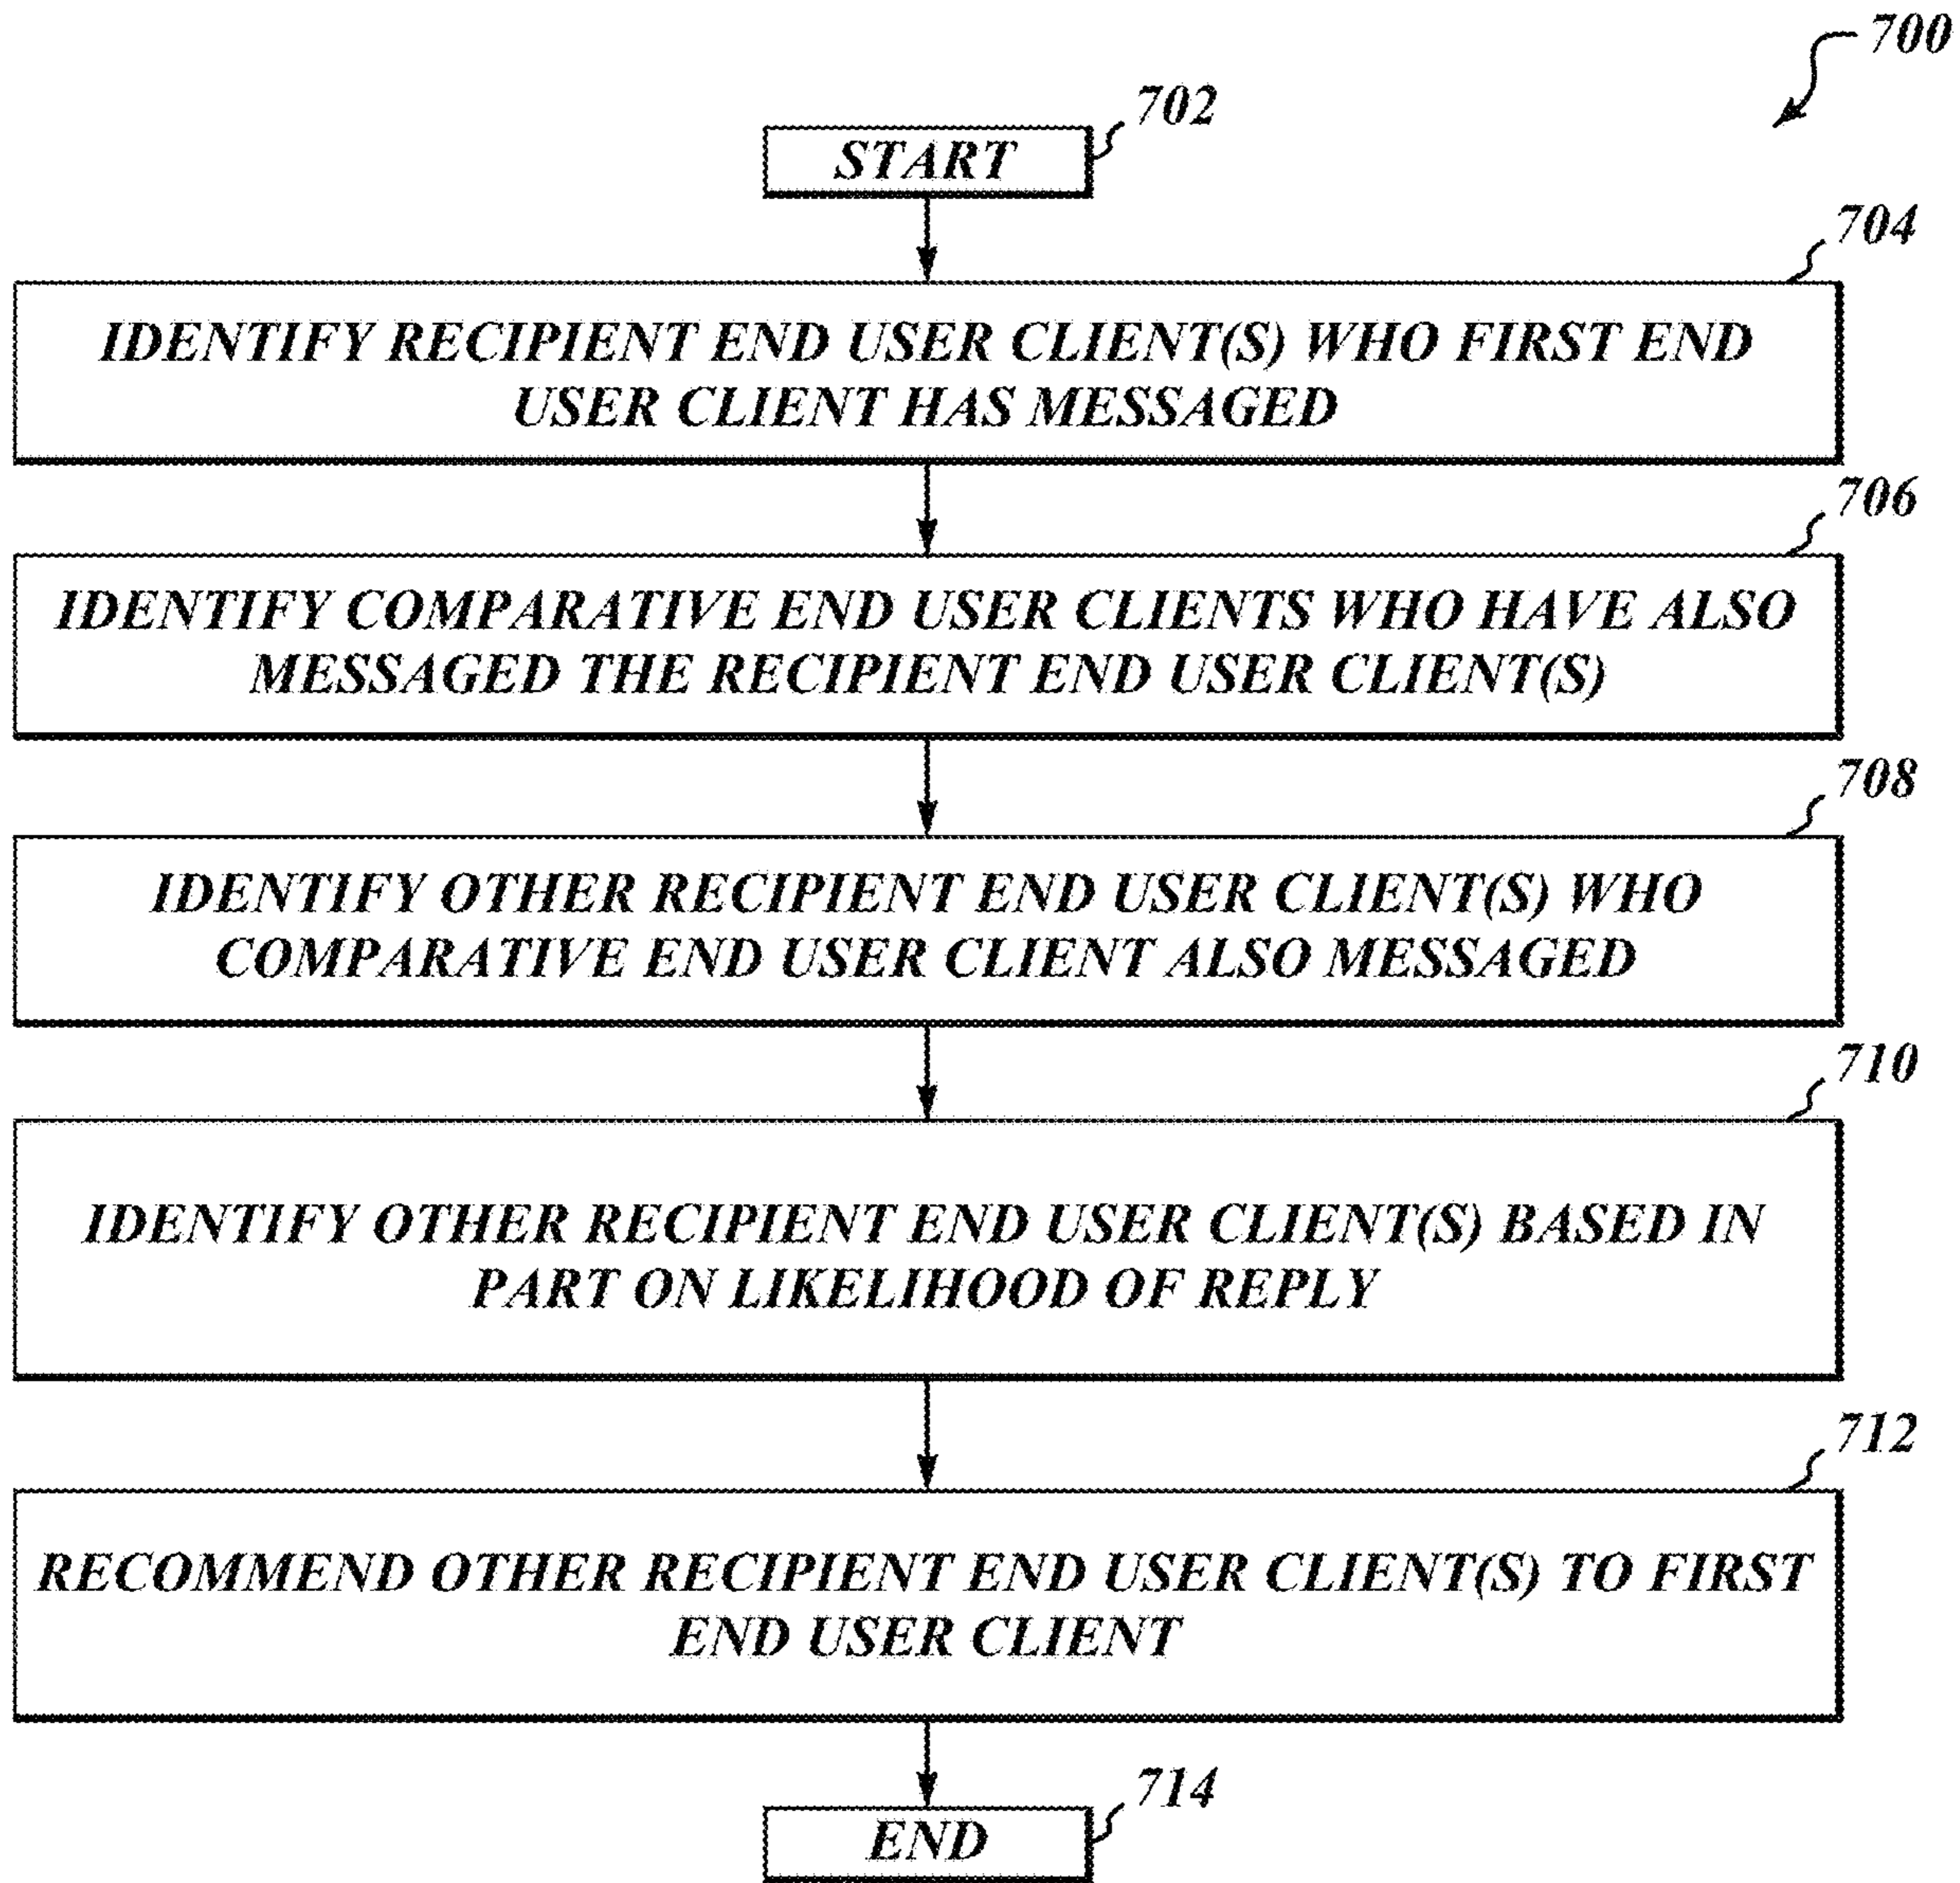 700
702
START
704
IDENTIFY RECIPIENT END USER CLIENT(S) WHO FIRST END
USER CLIENT HAS MESSAGED
706
IDENTIFY COMPARATIVE END USER CLIENTS WHO HAVE ALSO
MESSAGED THE RECIPIENT END USER CLIENT(S)
708
IDENTIFY OTHER RECIPIENT END USER CLIENT(S) WHO
COMPARATIVE END USER CLIENT ALSO MESSAGED
710
IDENTIFY OTHER RECIPIENT END USER CLIENT(S) BASED IN
PART ON LIKELIHOOD OF REPLY
712
RECOMMEND OTHER RECIPIENT END USER CLIENT(S) TO FIRST
END USER CLIENT
714
END